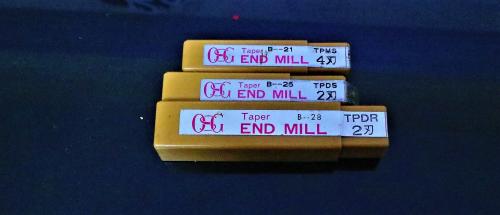 OSG Taper B--21 END MILL TPMS 4刃
OSG Taper B--25 END MILL TPDS 2刃
OSG Taper B--28 END MILL TPDR 2刃